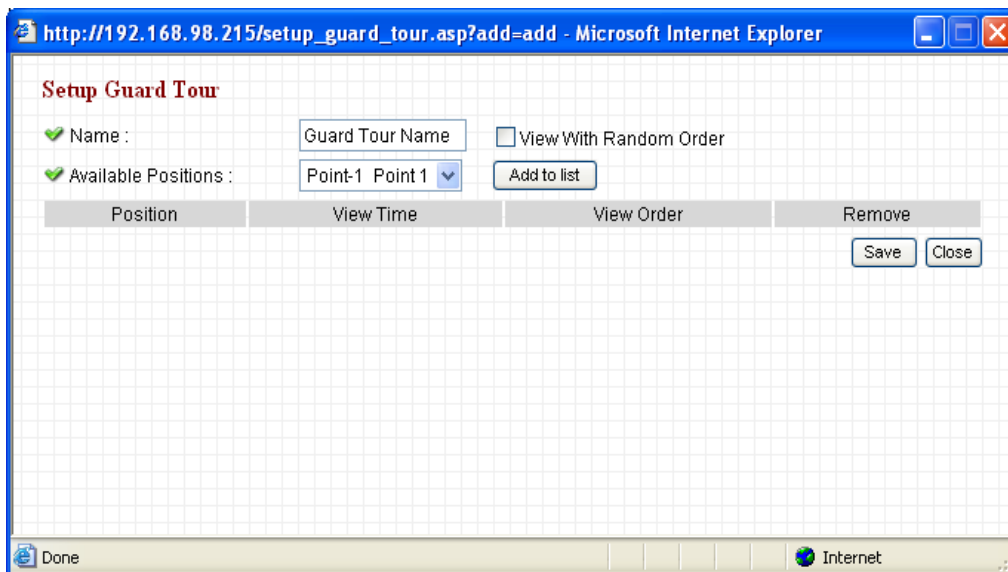 http://192.168.98.215/setup_guard_tour.asp?add=add - Microsoft Internet Explorer
Setup Guard Tour
Name : Guard Tour Name View With Random Order
Available Positions : Point-1 Point 1 Add to list
Position View Time View Order Remove
Save Close
Done Internet